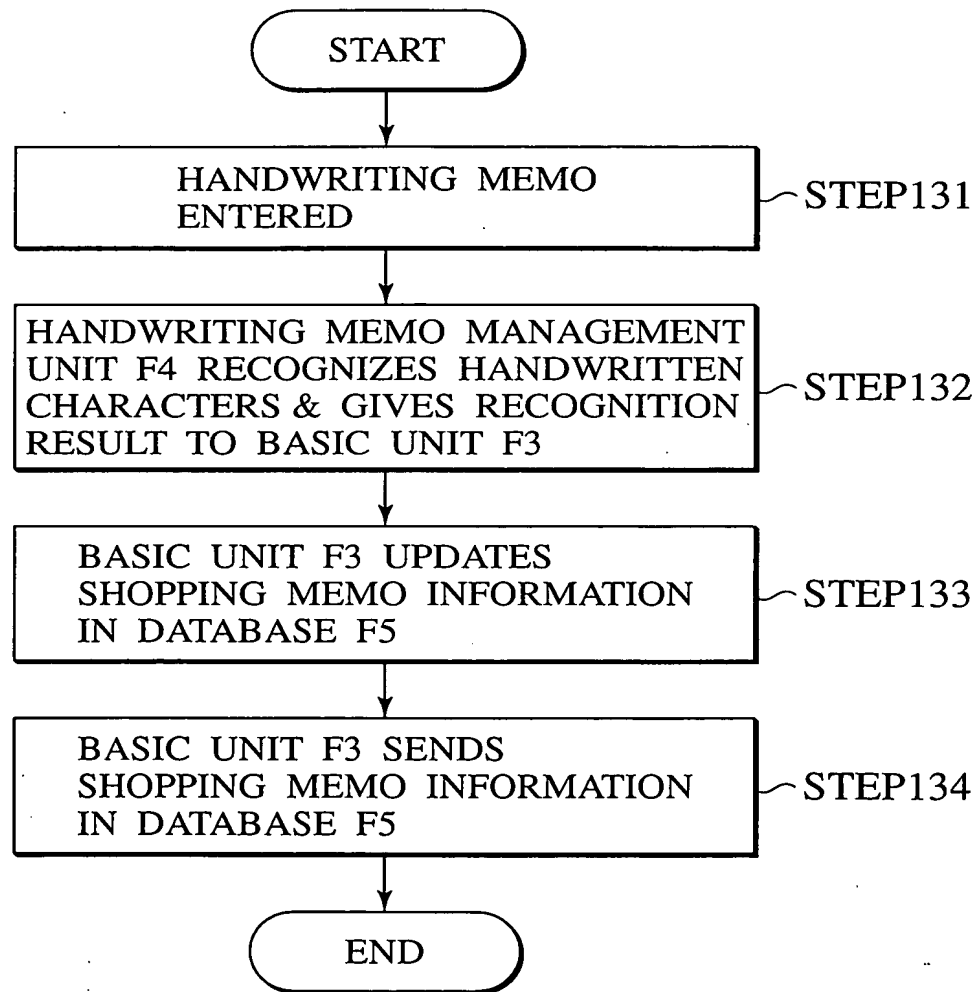 START
HANDWRITING MEMO
ENTERED
STEP131
HANDWRITING MEMO MANAGEMENT
UNIT F4 RECOGNIZES HANDWRITTEN
CHARACTERS & GIVES RECOGNITION
RESULT TO BASIC UNIT F3
STEP132
BASIC UNIT F3 UPDATES
SHOPPING MEMO INFORMATION
IN DATABASE F5
STEP133
BASIC UNIT F3 SENDS
SHOPPING MEMO INFORMATION
IN DATABASE F5
STEP134
END